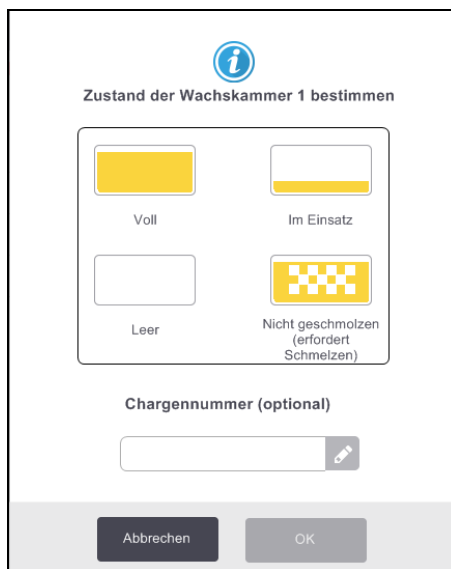 Zustand der Wachskammer 1 bestimmen
Voll
Im Einsatz
Leer
Nicht geschmolzen
(erfordert
Schmelzen)
Chargennummer (optional)
Abbrechen
OK